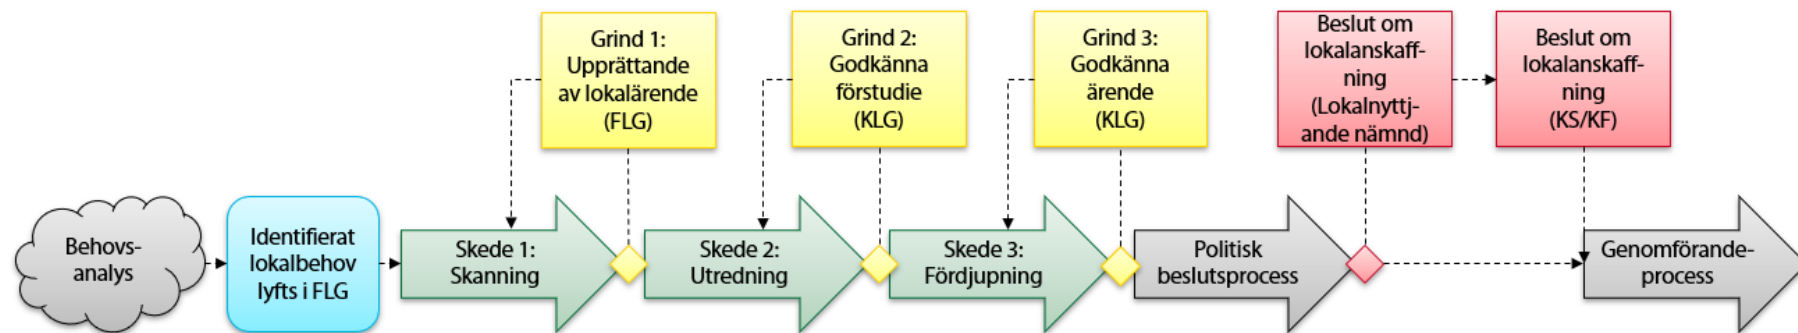 Grind 1:
Upprättande
av lokalärende
(FLG)
Grind 2:
Godkänna
förstudie
(KLG)
Grind 3:
Godkänna
ärende
(KLG)
Beslut om
lokalanskaff-
ning
(Lokalnyttj-
ande nämnd)
Beslut om
lokalanskaff-
ning
(KS/KF)
Behovs-
analys
Identifierat
lokalbehov
lyfts i FLG
Skede 1:
Skanning
Skede 2:
Utredning
Skede 3:
Fördjupning
Politisk
beslutsprocess
Genomförande-
process